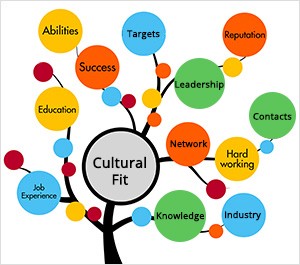 Abilities
Targets
Reputation
Success
Leadership
Education
Contacts
Network
Cultural
Fit
Hard
working
Job
Experience
Knowledge
Industry